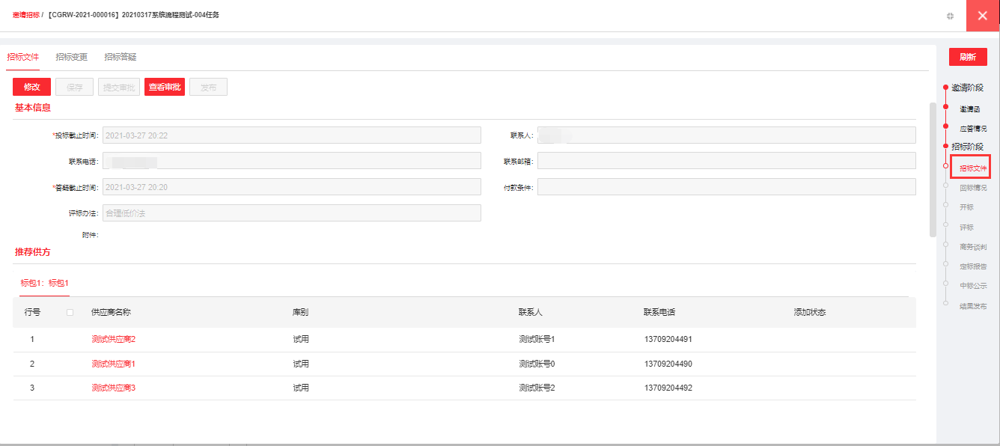 邀请招标 / 【CGRW-2021-000016】20210317系统流程测试-004任务
招标文件 招标变更 招标答疑
刷新
修改 保存 提交审批 查看审批 发布
基本信息
*投标截止时间: 2021-03-27 20:22 联系人:
联系电话: 联系邮箱:
*答疑截止时间: 2021-03-27 20:20 付款条件:
评标办法: 合理低价法
附件:
推荐供方
标包1: 标包1
行号 供应商名称 库别 联系人 联系电话 添加状态
1 测试供应商2 试用 测试账号1 13709204491
2 测试供应商1 试用 测试账号0 13709204490
3 测试供应商3 试用 测试账号2 13709204492
邀请阶段
邀请函
应答情况
招标阶段
招标文件
回标情况
开标
评标
商务谈判
定标报告
中标公示
结果发布